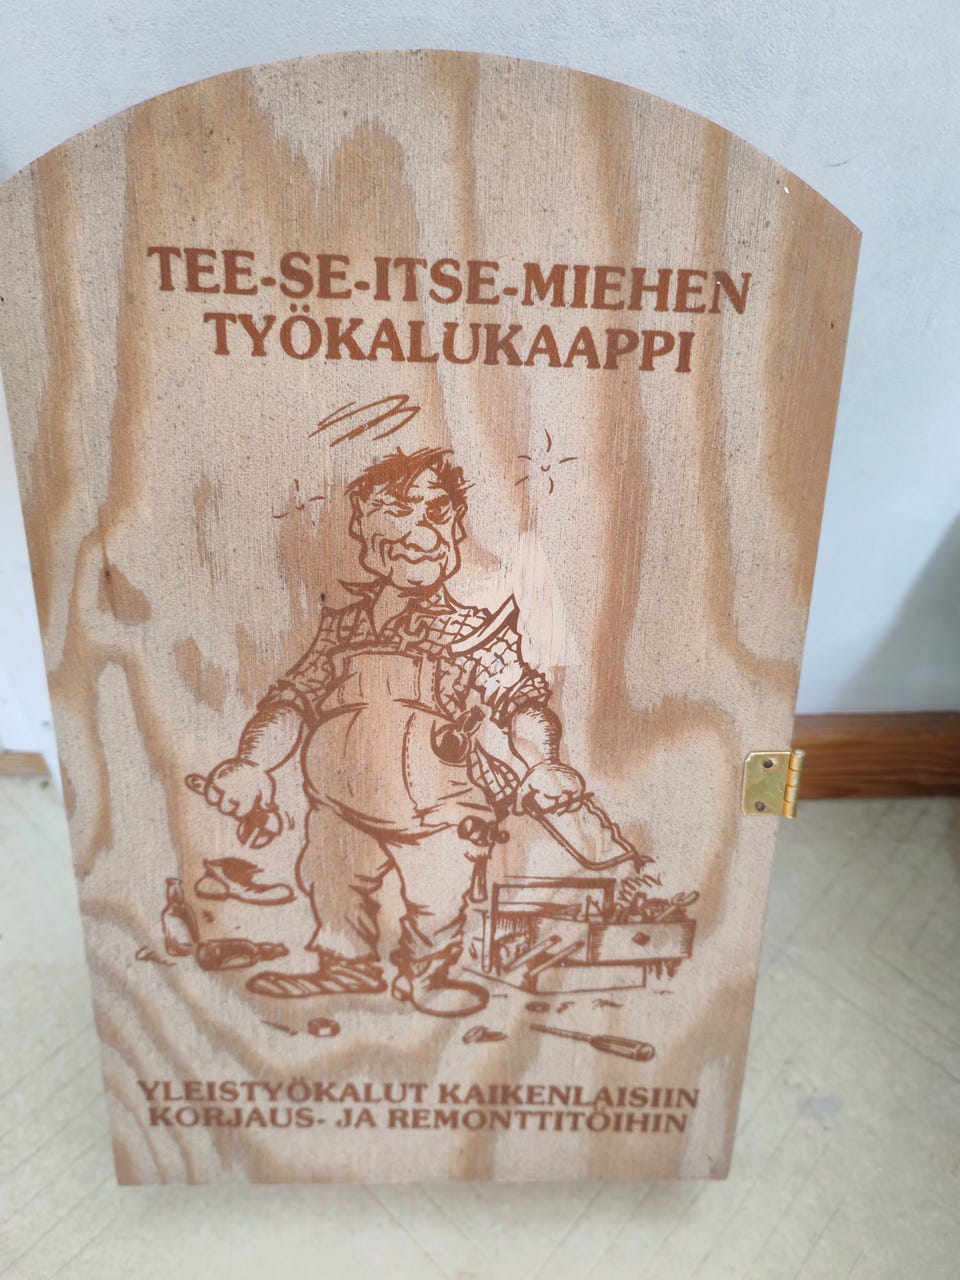 TEE-SE-ITSE-MIEHEN
TYÖKALUKAAPPI
YLEISTYÖKALUT KAIKENLAISIIN
KORJAUS- JA REMONTTITÖIHIN